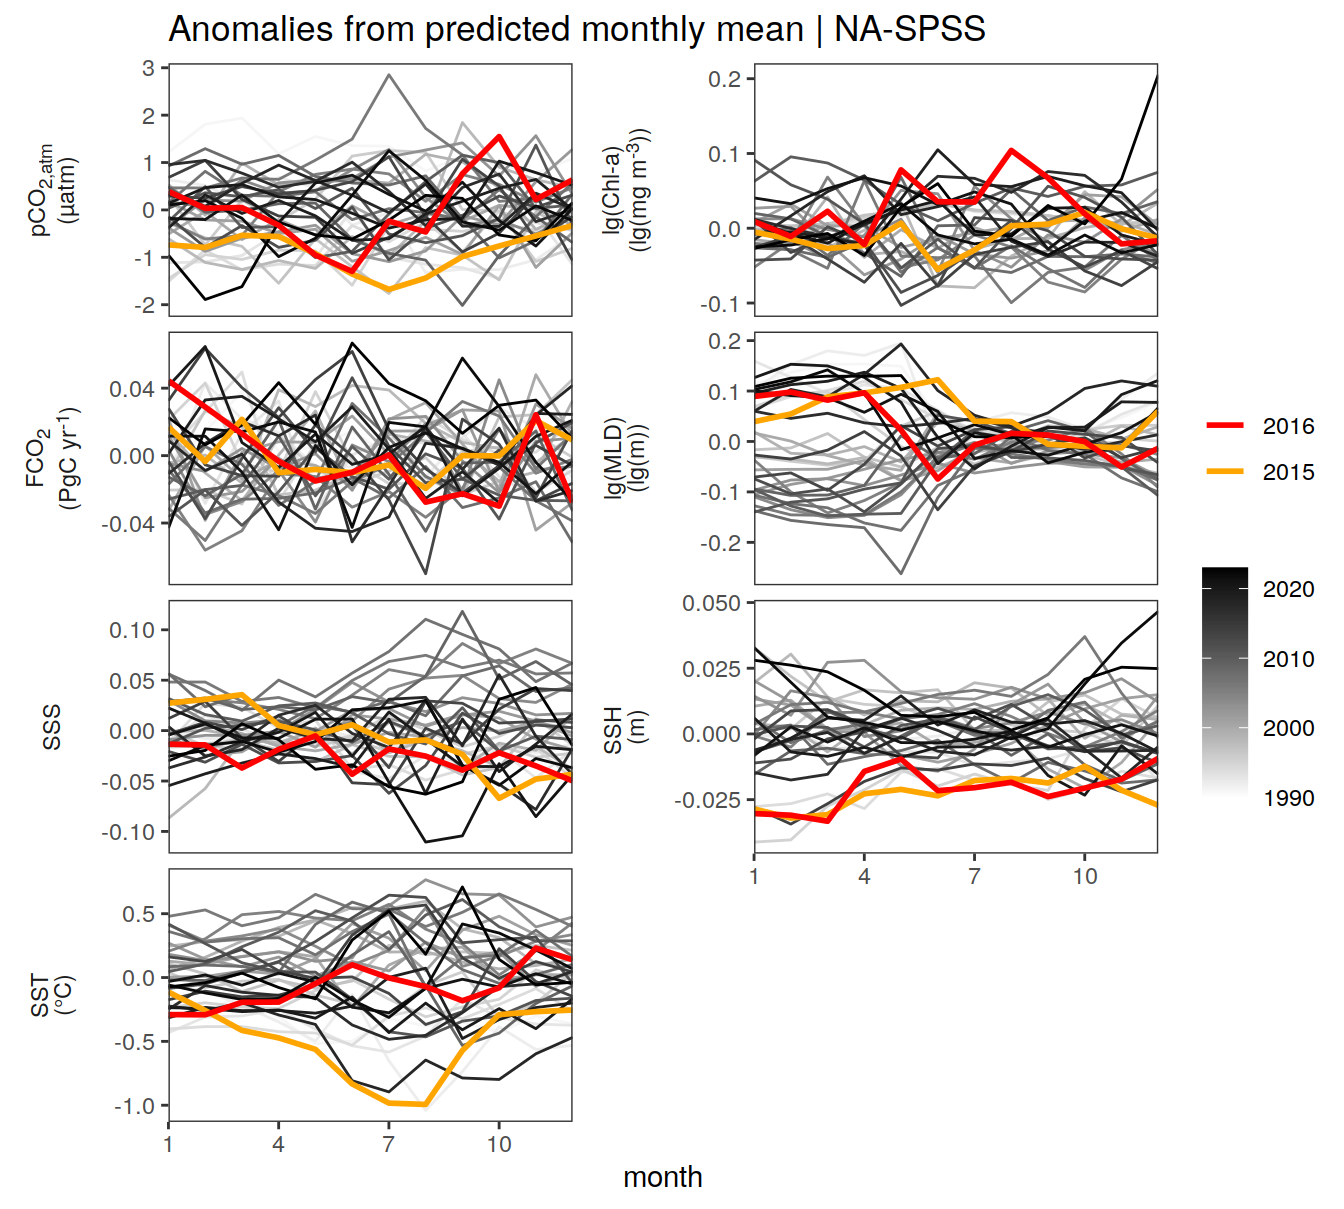 Anomalies from predicted monthly mean | NA-SPSS
pCO2,atm
(µatm)
3
2
1
0
-1
-2
lg(Chl-a)
(lg(mg m-3))
0.2
0.1
0.0
-0.1
FCO2
(PgC yr-1)
0.04
0.00
-0.04
lg(MLD)
(lg(m))
0.2
0.1
0.0
-0.1
-0.2
SSS
0.10
0.05
0.00
-0.05
-0.10
SSH
(m)
0.050
0.025
0.000
-0.025
1 4 7 10
SST
(°C)
0.5
0.0
-0.5
-1.0
1 4 7 10
month
2016
2015
2020
2010
2000
1990